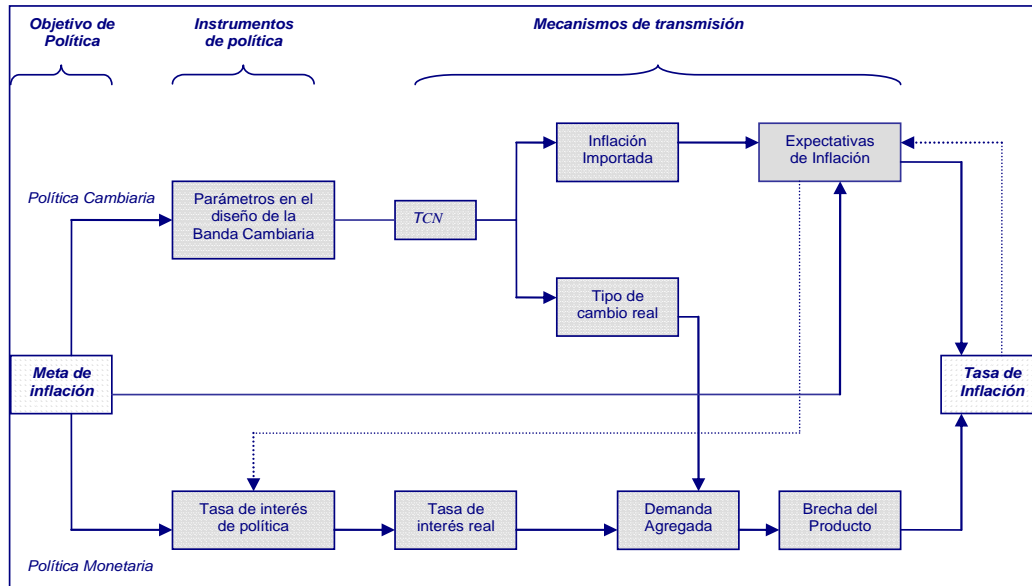 Objetivo de
Política
Instrumentos
de política
Mecanismos de transmisión
Inflación
Importada
Expectativas
de Inflación
Política Cambiaria
Parámetros en el
diseño de la
Banda Cambiaria
TCN
Tipo de
cambio real
Meta de
inflación
Tasa de
Inflación
Tasa de interés
de política
Tasa de
interés real
Demanda
Agregada
Brecha del
Producto
Política Monetaria